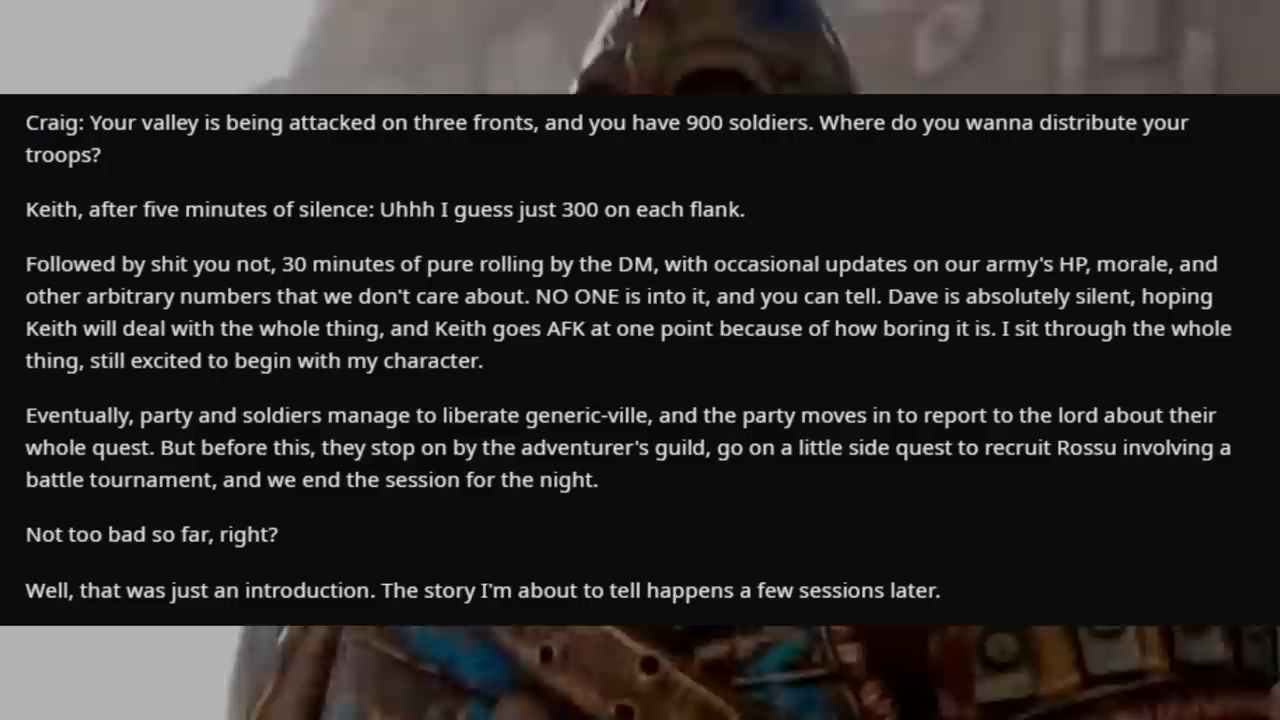 Craig: Your valley is being attacked on three fronts, and you have 900 soldiers. Where do you wanna distribute your
troops?
Keith, after five minutes of silence: Uhhh I guess just 300 on each flank.
Followed by shit you not, 30 minutes of pure rolling by the DM, with occasional updates on our army's HP, morale, and
other arbitrary numbers that we don't care about. NO ONE is into it, and you can tell. Dave is absolutely silent, hoping
Keith will deal with the whole thing, and Keith goes AFK at one point because of how boring it is. I sit through the whole
thing, still excited to begin with my character.
Eventually, party and soldiers manage to liberate generic-ville, and the party moves in to report to the lord about their
whole quest. But before this, they stop on by the adventurer's guild, go on a little side quest to recruit Rossu involving a
battle tournament, and we end the session for the night.
Not too bad so far, right?
Well, that was just an introduction. The story I'm about to tell happens a few sessions later.